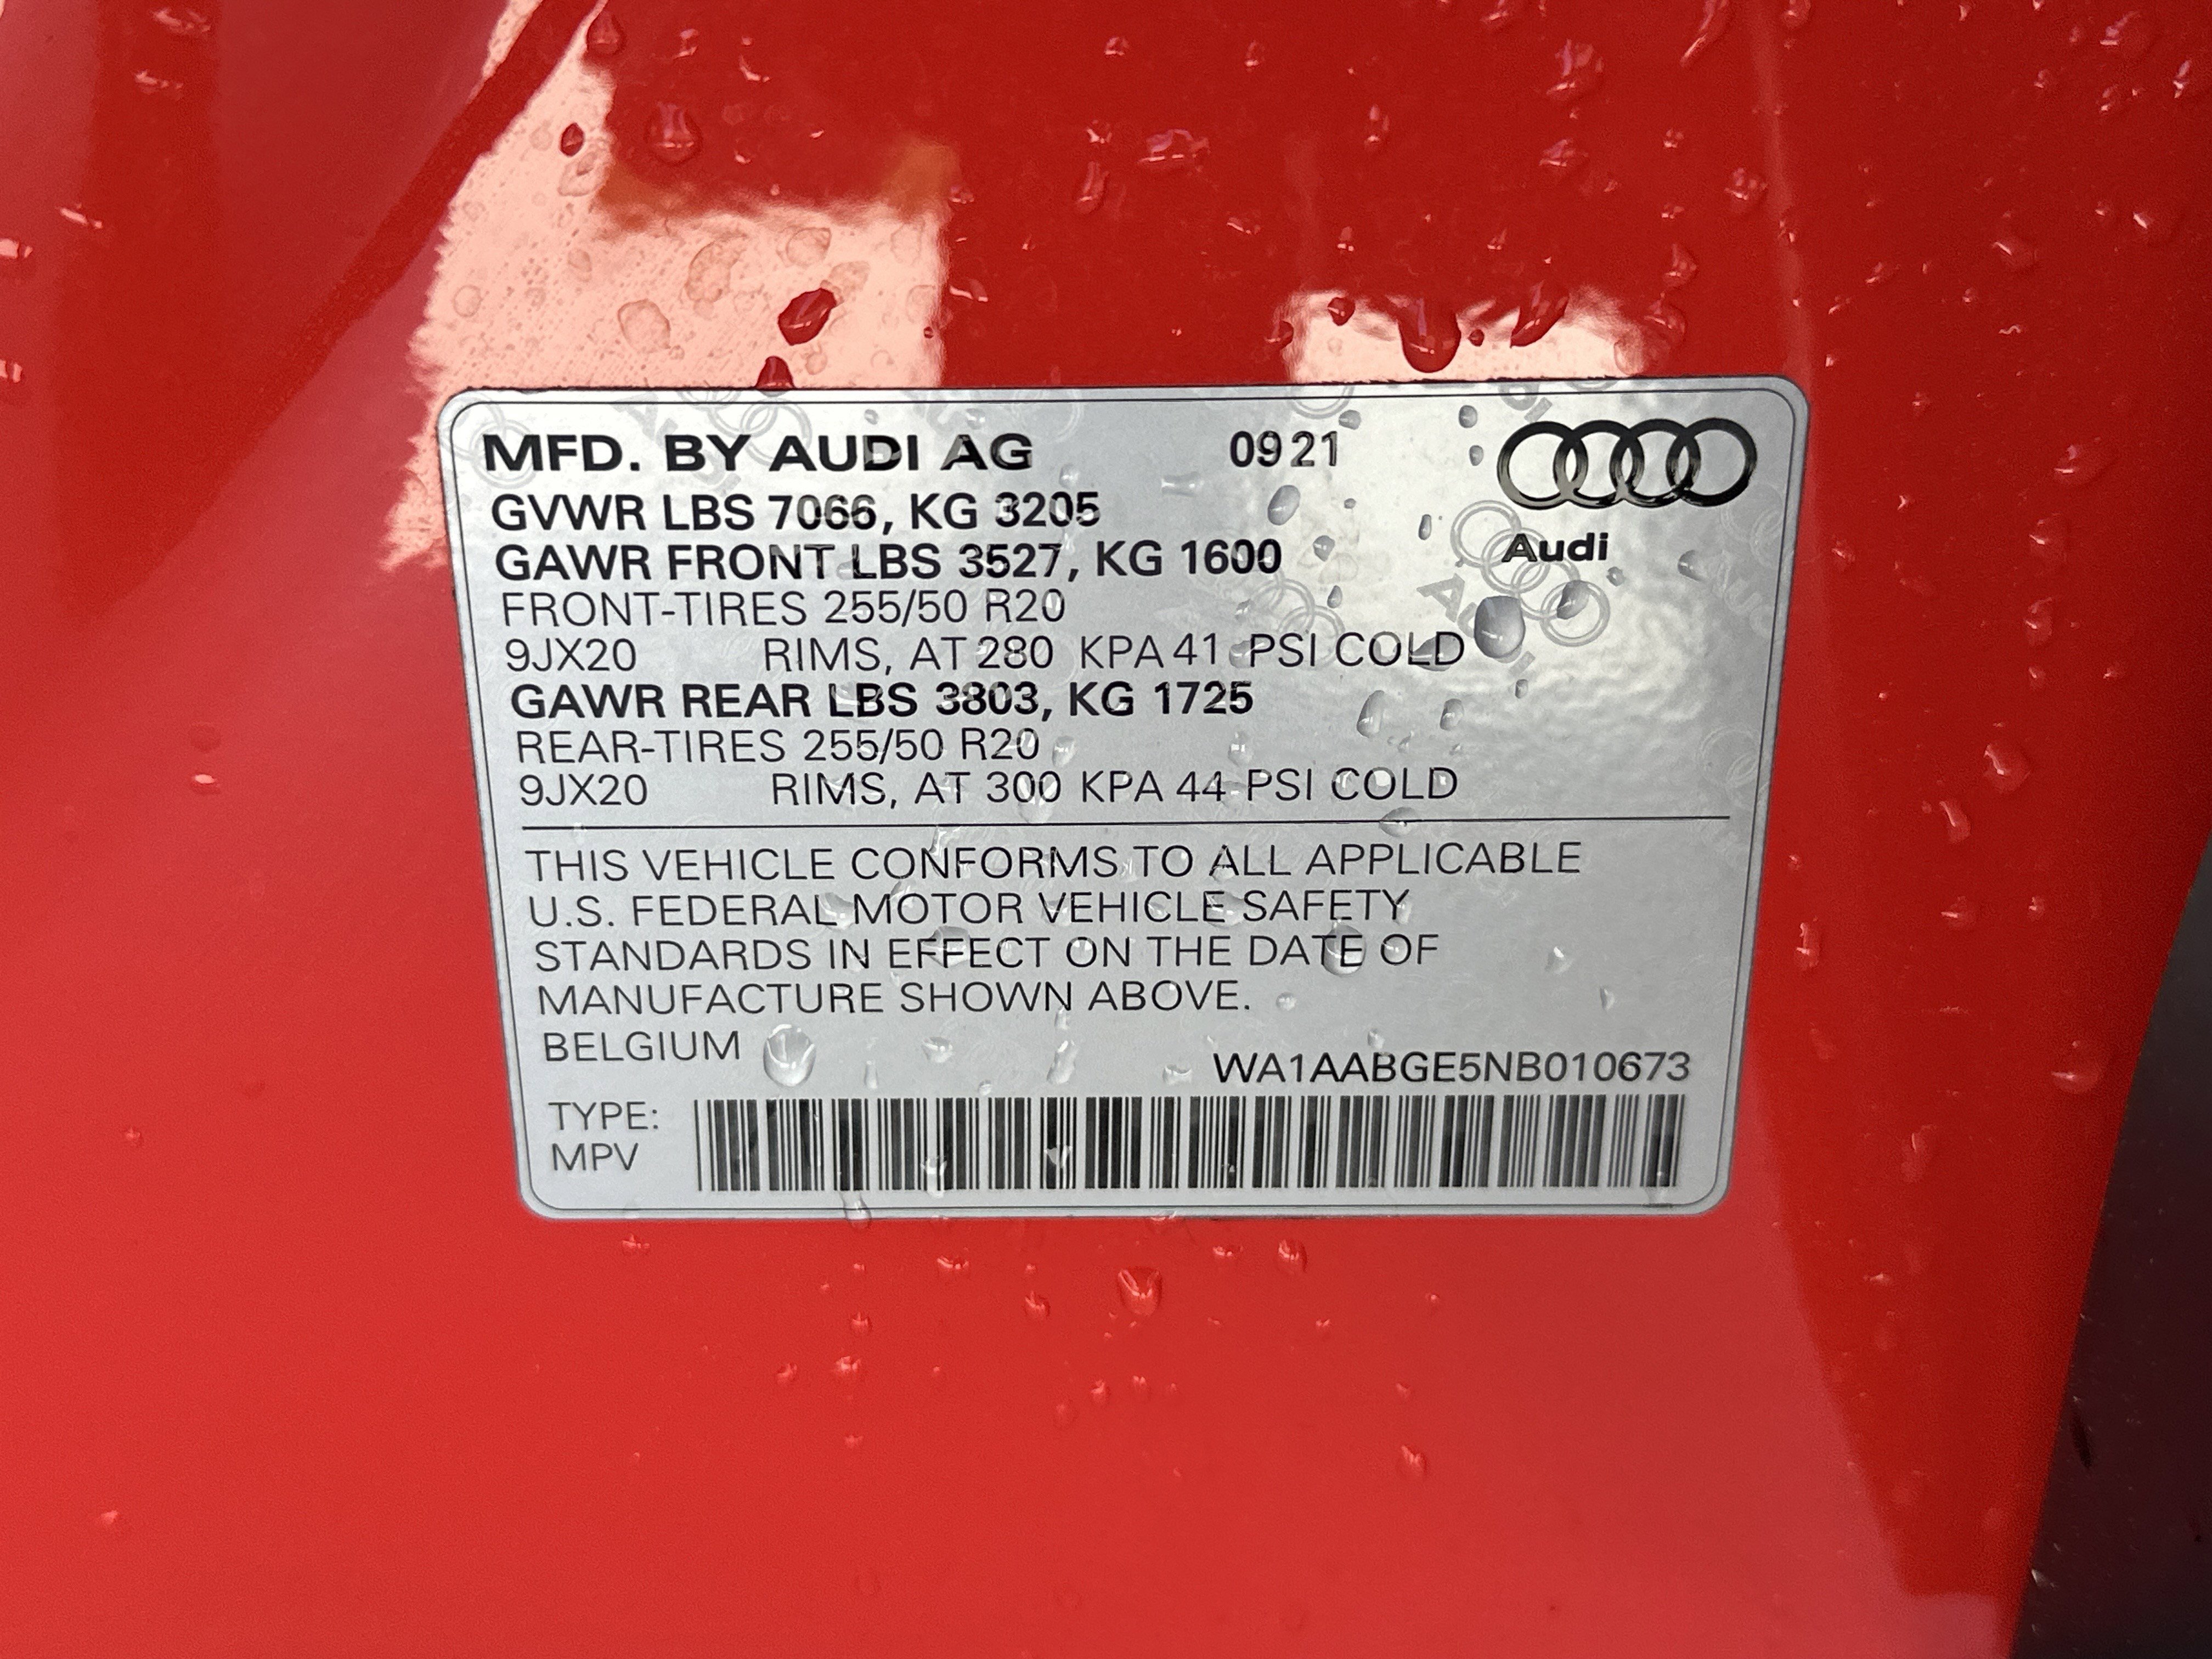 MFD. BY AUDI AG 09 21
Audi
GVWR LBS 7066, KG 3205
GAWR FRONT LBS 3527, KG 1600
FRONT-TIRES 255/50 R20
9JX20 RIMS, AT 280 KPA 41 PSI COLD
GAWR REAR LBS 3803, KG 1725
REAR-TIRES 255/50 R20
9JX20 RIMS, AT 300 KPA 44 PSI COLD
THIS VEHICLE CONFORMS TO ALL APPLICABLE
U.S. FEDERAL MOTOR VEHICLE SAFETY
STANDARDS IN EFFECT ON THE DATE OF
MANUFACTURE SHOWN ABOVE.
BELGIUM
WA1AABGE5NB010673
TYPE:
MPV